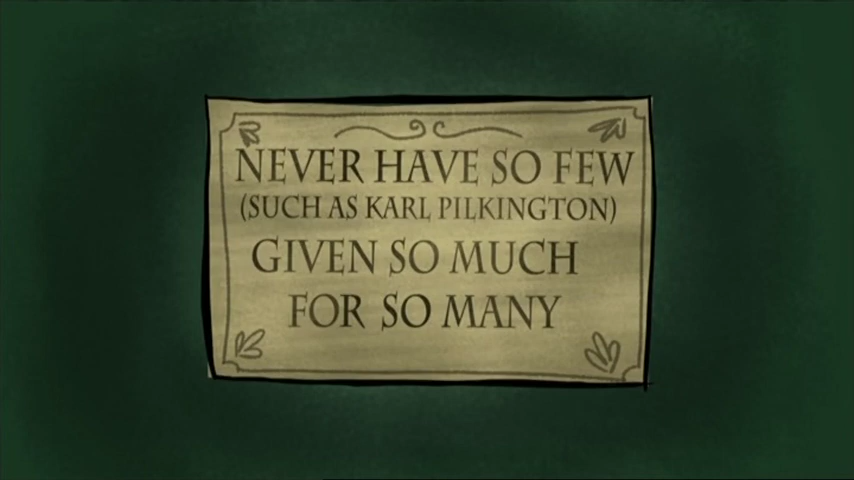 NEVER HAVE SO FEW
(SUCH AS KARL PILKINGTON)
GIVEN SO MUCH
FOR SO MANY